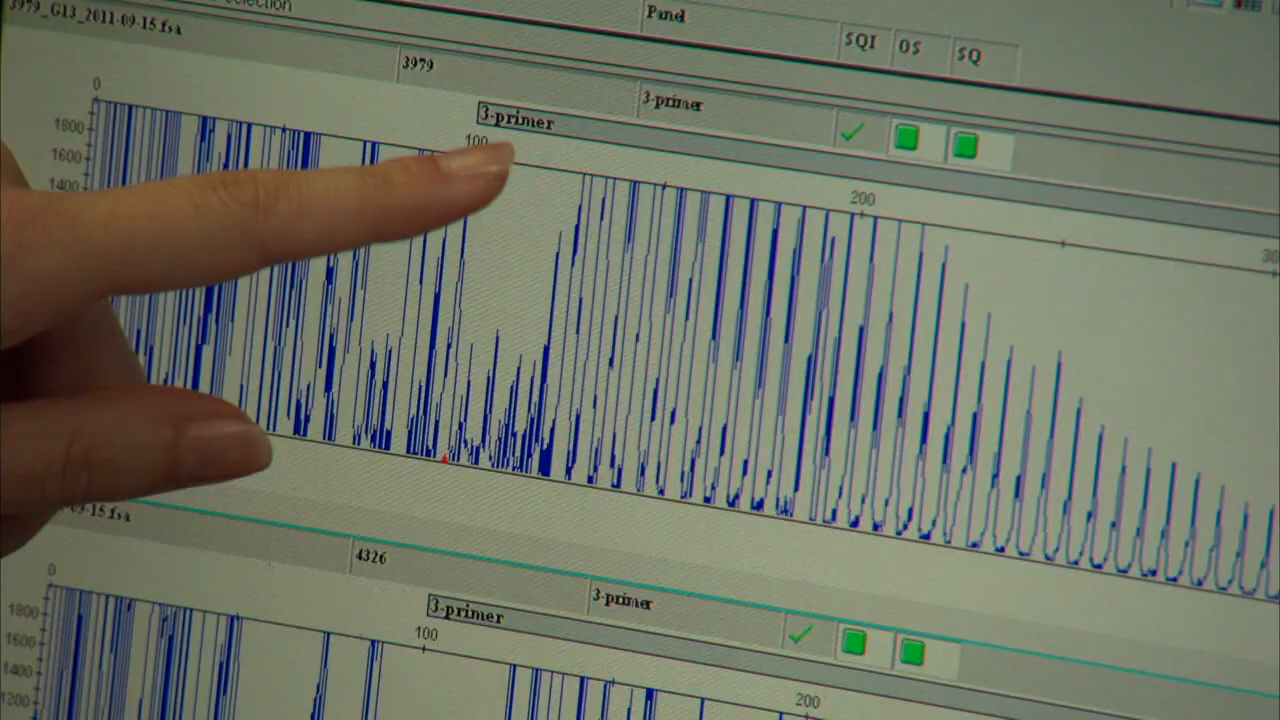 Panel
SQI OS SQ
3979_G13_2011-09-15.fsa
3979
3-primer
3-primer
0 100 200
1800
1600
1400
09-15.fsa
4326
3-primer
3-primer
0 100 200
1800
1600
1400
1200